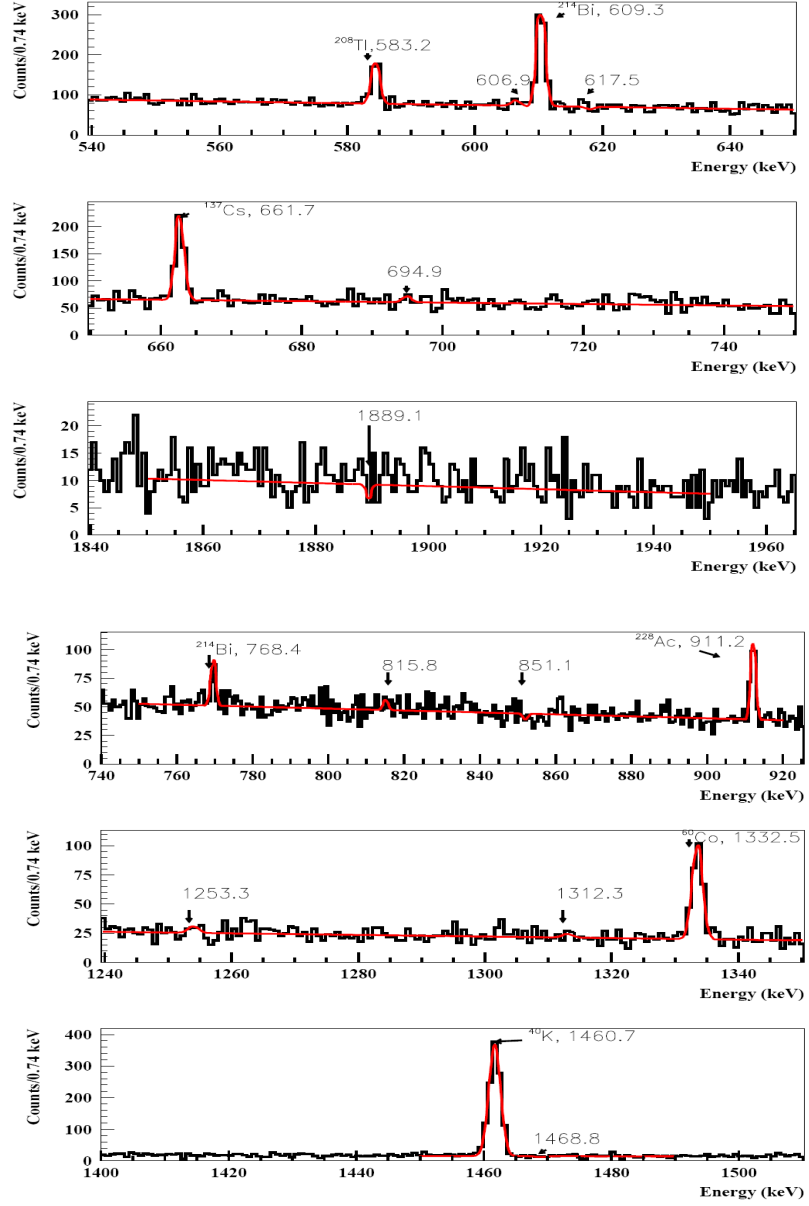 Counts/0.74 keV
300
200
100
0
²⁰⁸Tl,583.2
²¹⁴Bi, 609.3
606.9
617.5
540 560 580 600 620 640
Energy (keV)
Counts/0.74 keV
200
150
100
50
0
¹³⁷Cs, 661.7
694.9
660 680 700 720 740
Energy (keV)
Counts/0.74 keV
20
15
10
5
0
1889.1
1840 1860 1880 1900 1920 1940 1960
Energy (keV)
Counts/0.74 keV
100
75
50
25
0
²¹⁴Bi, 768.4
815.8
851.1
²²⁸Ac, 911.2
740 760 780 800 820 840 860 880 900 920
Energy (keV)
Counts/0.74 keV
100
75
50
25
0
1253.3
1312.3
⁶⁰Co, 1332.5
1240 1260 1280 1300 1320 1340
Energy (keV)
Counts/0.74 keV
400
300
200
100
0
⁴⁰K, 1460.7
1468.8
1400 1420 1440 1460 1480 1500
Energy (keV)